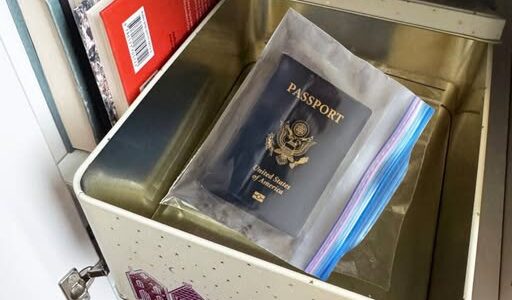 PASSPORT
United States
of America